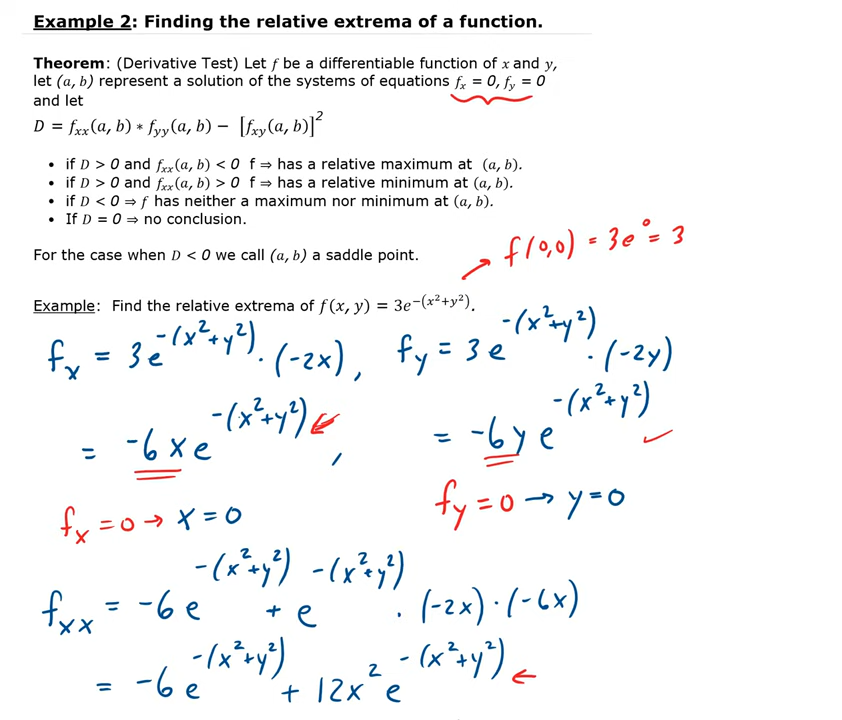 Example 2: Finding the relative extrema of a function.
Theorem: (Derivative Test) Let f be a differentiable function of x and y,
let (a, b) represent a solution of the systems of equations fₓ = 0, f_y = 0
and let
D = fₓₓ(a, b) * f_yy(a, b) − [f_xy(a, b)]²
• if D > 0 and fₓₓ(a, b) < 0 f ⇒ has a relative maximum at (a, b).
• if D > 0 and fₓₓ(a, b) > 0 f ⇒ has a relative minimum at (a, b).
• if D < 0 ⇒ f has neither a maximum nor minimum at (a, b).
• If D = 0 ⇒ no conclusion.
f(0,0) = 3e⁰ = 3
For the case when D < 0 we call (a, b) a saddle point.
Example: Find the relative extrema of f(x, y) = 3e^−(x²+y²).
fₓ = 3e^−(x²+y²) · (−2x), f_y = 3e^−(x²+y²) · (−2y)
= −6xe^−(x²+y²) ← , = −6ye^−(x²+y²) ✓
fₓ = 0 → x = 0 f_y = 0 → y = 0
fₓₓ = −6e^−(x²+y²) + e^−(x²+y²) · (−2x) · (−6x)
= −6e^−(x²+y²) + 12x²e^−(x²+y²) ←